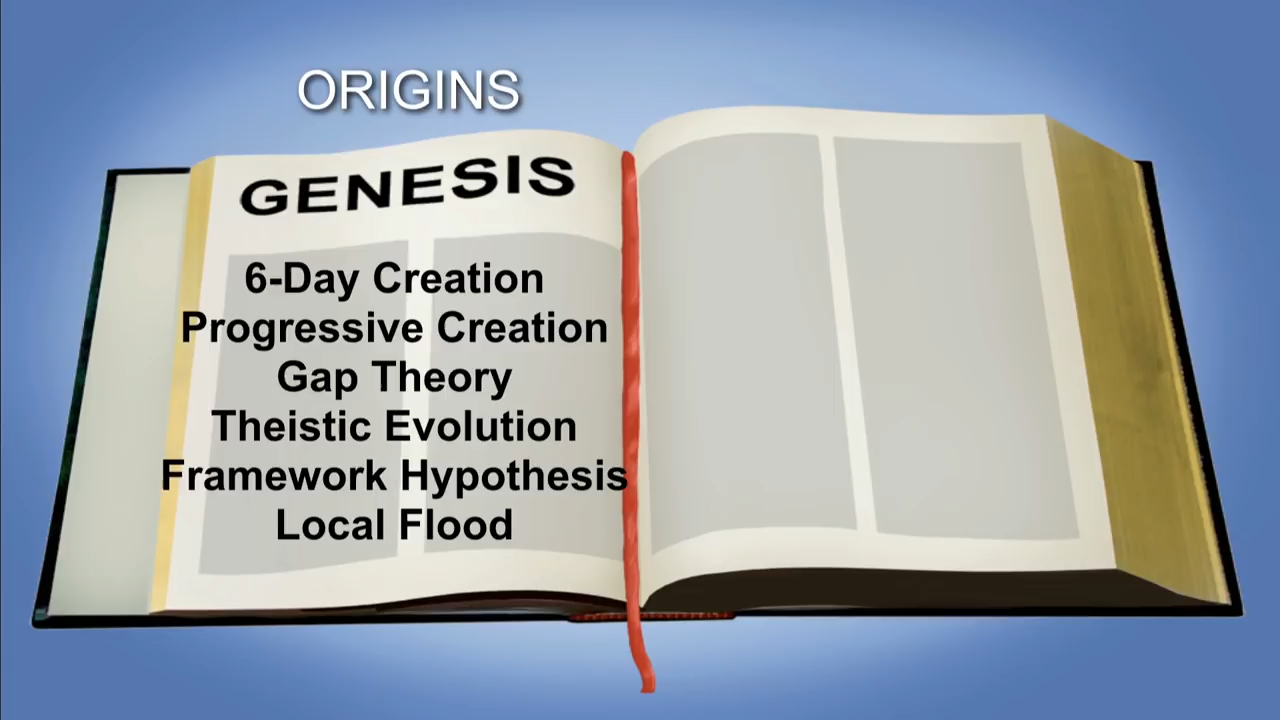 ORIGINS
GENESIS
6-Day Creation
Progressive Creation
Gap Theory
Theistic Evolution
Framework Hypothesis
Local Flood